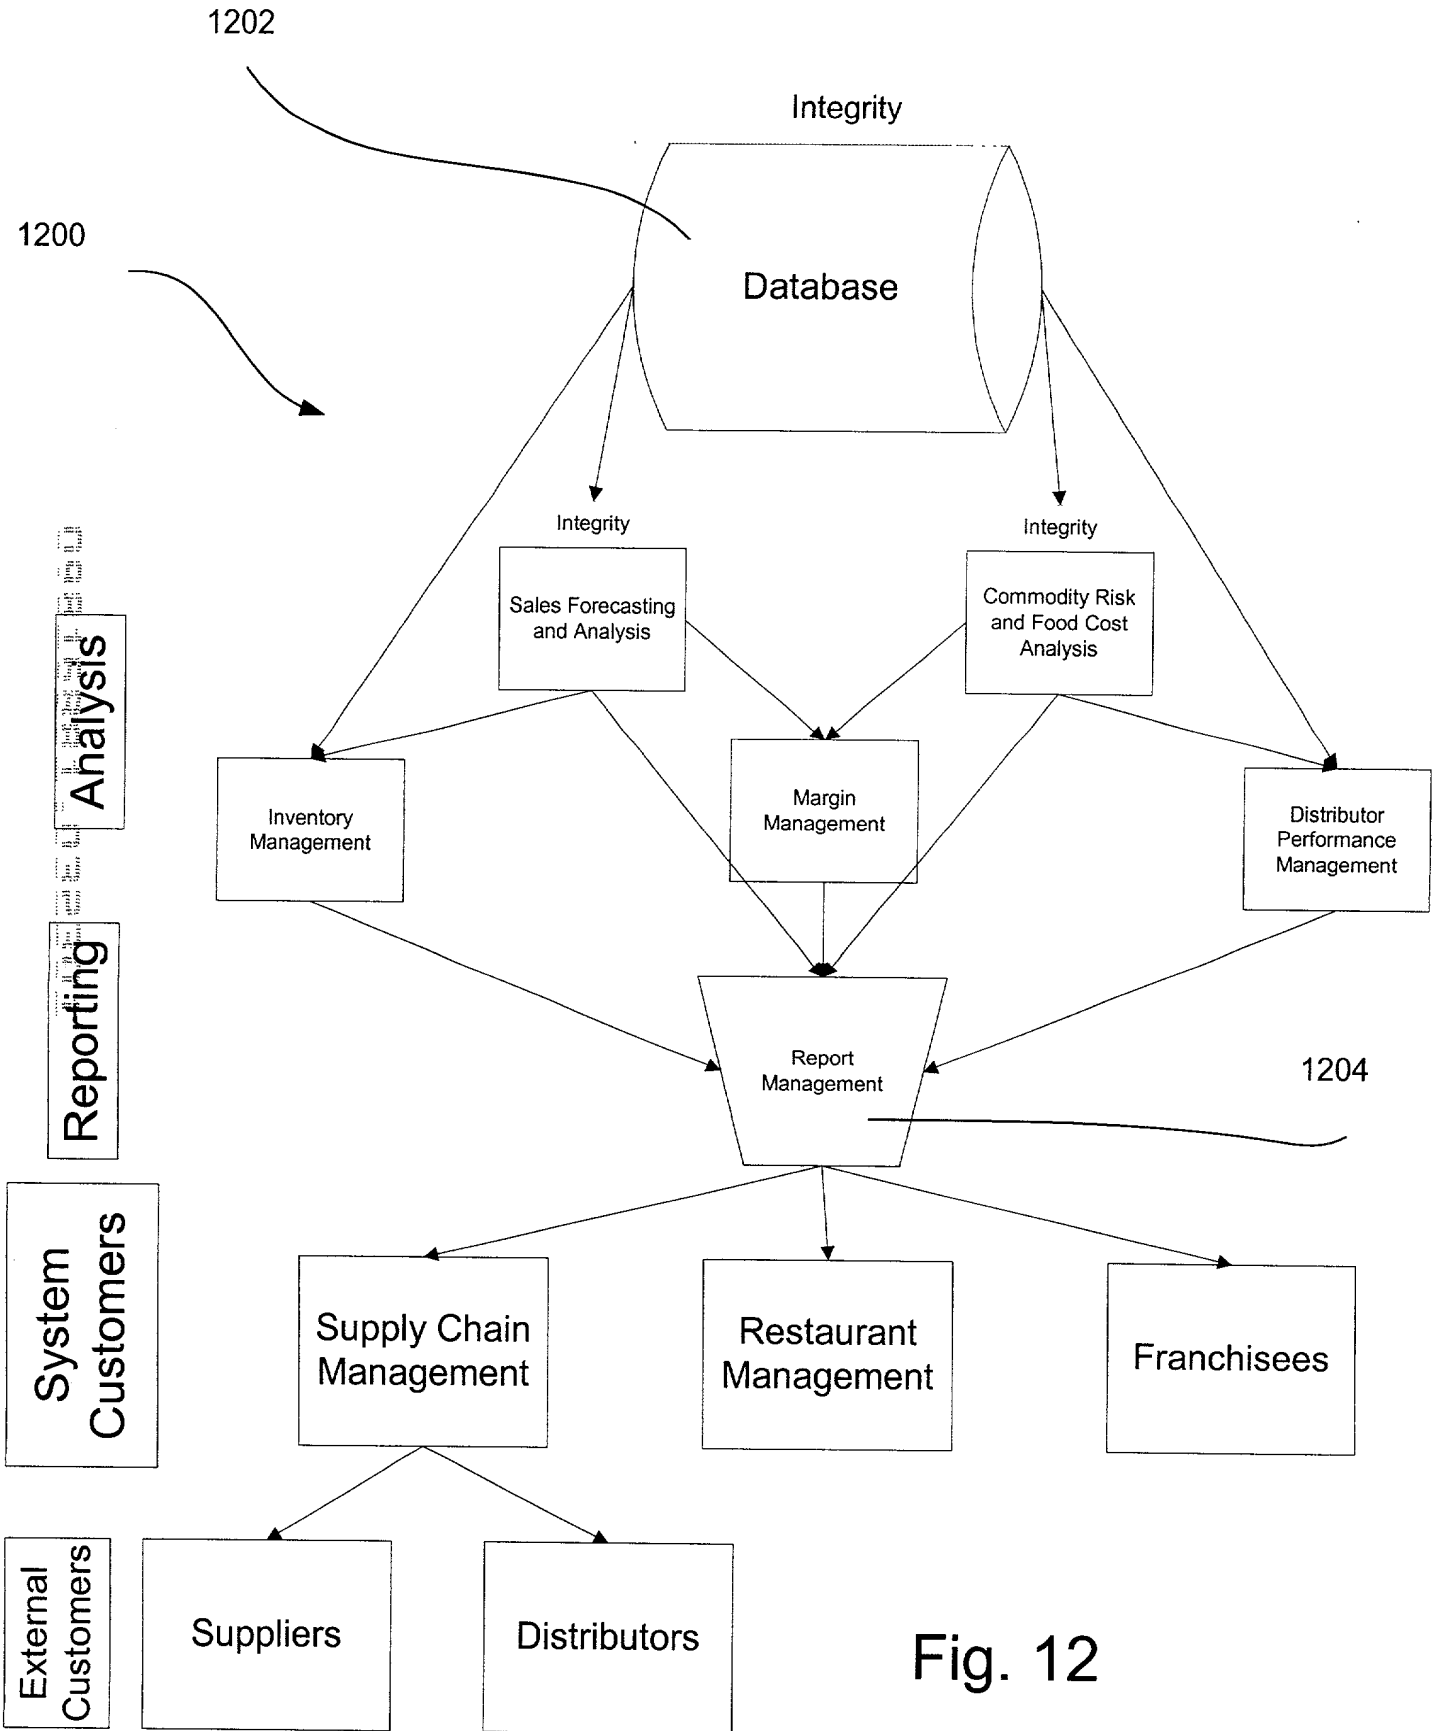 1202
Integrity
1200
Database
Integrity
Integrity
Sales Forecasting
and Analysis
Commodity Risk
and Food Cost
Analysis
Analysis
Inventory
Management
Margin
Management
Distributor
Performance
Management
Reporting
Report
Management
1204
System
Customers
Supply Chain
Management
Restaurant
Management
Franchisees
External
Customers
Suppliers
Distributors
Fig. 12